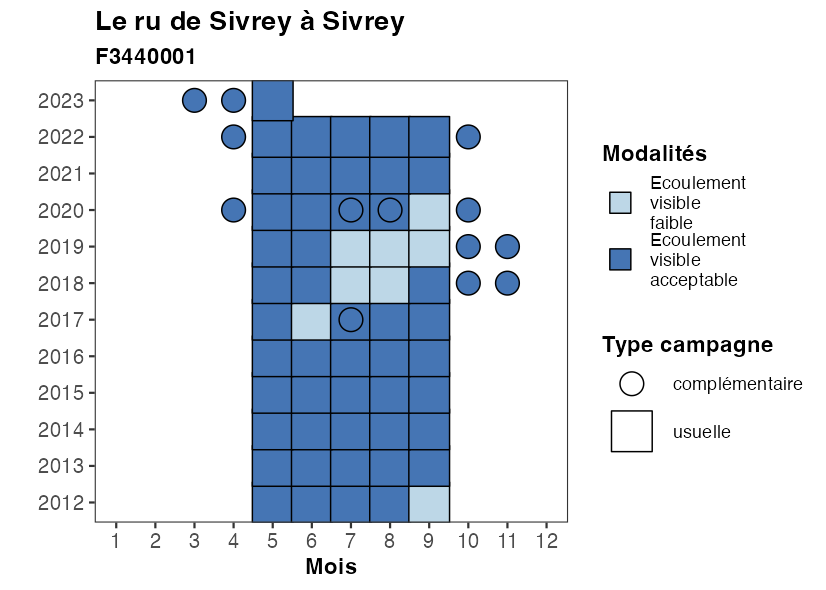 Le ru de Sivrey à Sivrey
F3440001
2023
2022
2021
2020
2019
2018
2017
2016
2015
2014
2013
2012
1 2 3 4 5 6 7 8 9 10 11 12
Mois
Modalités
Ecoulement
visible
faible
Ecoulement
visible
acceptable
Type campagne
complémentaire
usuelle